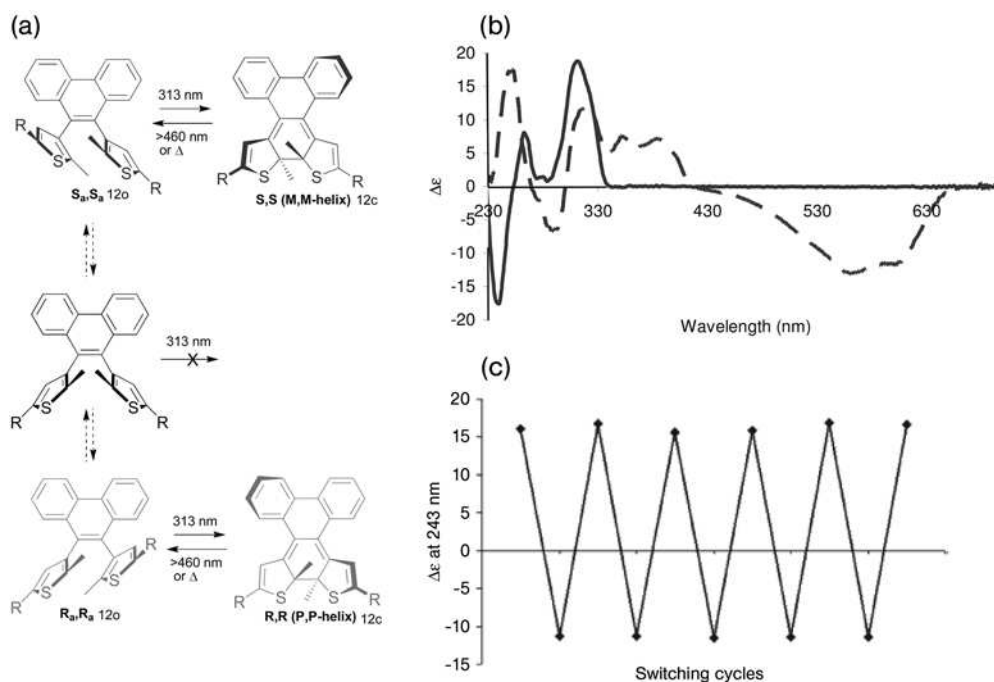 (a)
313 nm
>460 nm
or Δ
R
S
S
R
Sa,Sa 12o
R
S
S
R
S,S (M,M-helix) 12c
313 nm
R
S
S
R
313 nm
>460 nm
or Δ
R
S
S
R
Ra,Ra 12o
R
S
S
R
R,R (P,P-helix) 12c
(b)
20
15
10
5
0
-5
-10
-15
-20
Δε
230
330
430
530
630
Wavelength (nm)
(c)
20
15
10
5
0
-5
-10
-15
Δε at 243 nm
Switching cycles